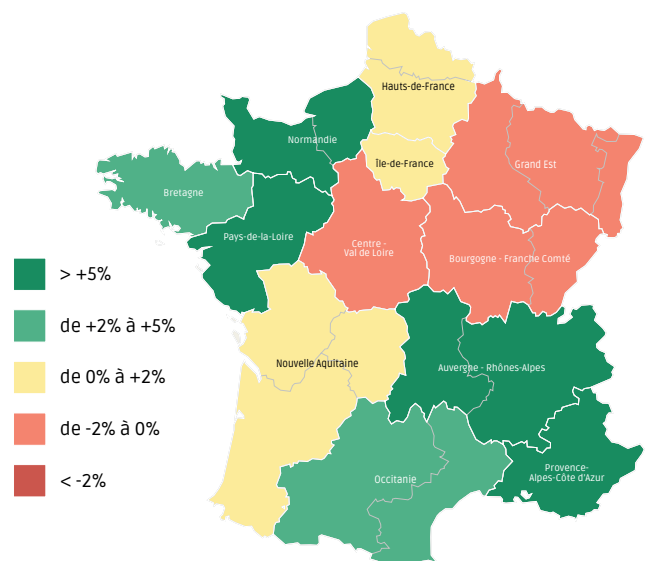 Hauts-de-France
Normandie
Île-de-France
Grand Est
Bretagne
Pays-de-la-Loire
Centre -
Val de Loire
Bourgogne - Franche Comté
> +5%
de +2% à +5%
de 0% à +2%
de -2% à 0%
< -2%
Nouvelle Aquitaine
Auvergne - Rhônes-Alpes
Occitanie
Provence-
Alpes-Côte d'Azur